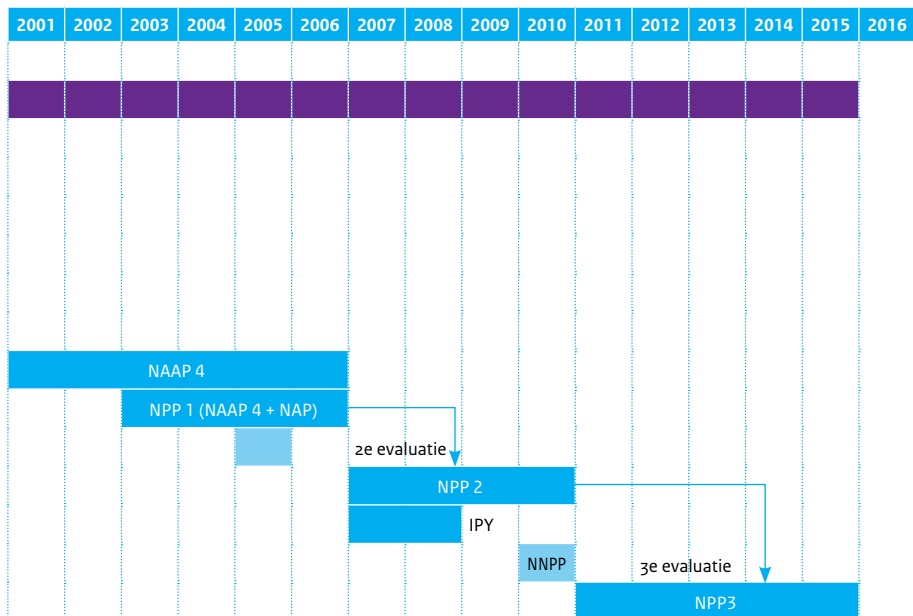 2001 2002 2003 2004 2005 2006 2007 2008 2009 2010 2011 2012 2013 2014 2015 2016
NAAP 4
NPP 1 (NAAP 4 + NAP)
2e evaluatie
NPP 2
IPY
NNPP
3e evaluatie
NPP3